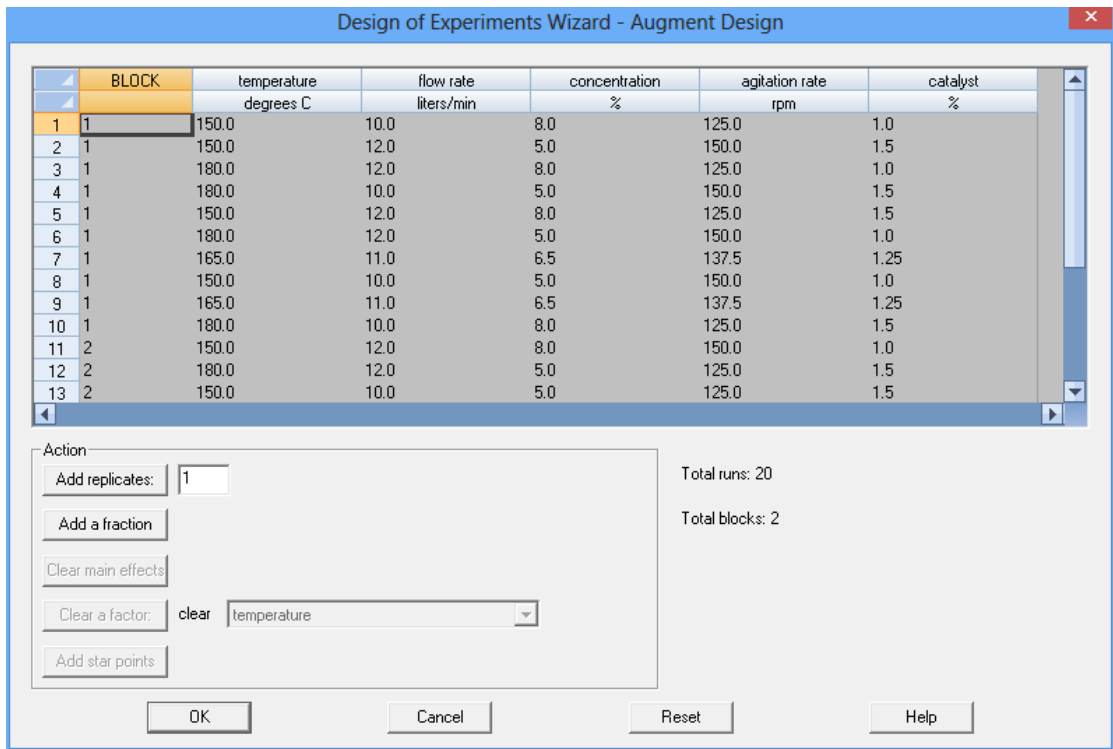 Design of Experiments Wizard - Augment Design
BLOCK temperature flow rate concentration agitation rate catalyst
degrees C liters/min % rpm %
1 1 150.0 10.0 8.0 125.0 1.0
2 1 150.0 12.0 5.0 150.0 1.5
3 1 180.0 12.0 8.0 125.0 1.0
4 1 180.0 10.0 5.0 150.0 1.5
5 1 150.0 12.0 8.0 125.0 1.5
6 1 180.0 12.0 5.0 150.0 1.0
7 1 165.0 11.0 6.5 137.5 1.25
8 1 150.0 10.0 5.0 150.0 1.0
9 1 165.0 11.0 6.5 137.5 1.25
10 1 180.0 10.0 8.0 125.0 1.5
11 2 150.0 12.0 8.0 150.0 1.0
12 2 180.0 12.0 5.0 125.0 1.5
13 2 150.0 10.0 5.0 125.0 1.5
Action
Add replicates: 1
Total runs: 20
Add a fraction
Total blocks: 2
Clear main effects
Clear a factor: clear temperature
Add star points
OK Cancel Reset Help